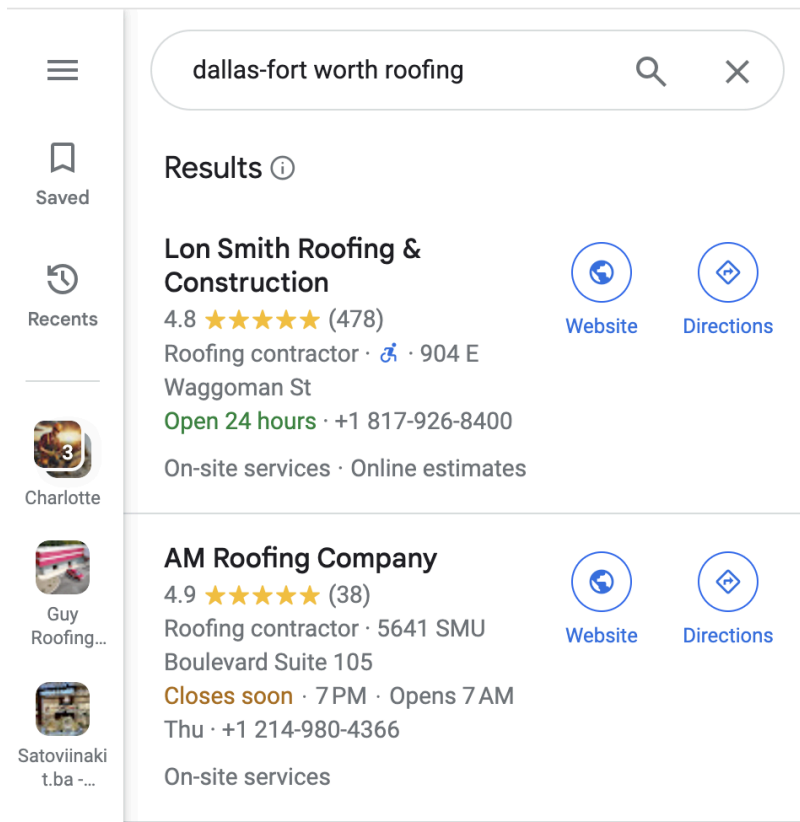 dallas-fort worth roofing
Saved
Recents
3
Charlotte
Guy
Roofing...
Satoviinaki
t.ba -...
Results
Lon Smith Roofing &
Construction
4.8 (478)
Roofing contractor · · 904 E
Waggoman St
Open 24 hours · +1 817-926-8400
On-site services · Online estimates
Website
Directions
AM Roofing Company
4.9 (38)
Roofing contractor · 5641 SMU
Boulevard Suite 105
Closes soon · 7 PM · Opens 7 AM
Thu · +1 214-980-4366
On-site services
Website
Directions